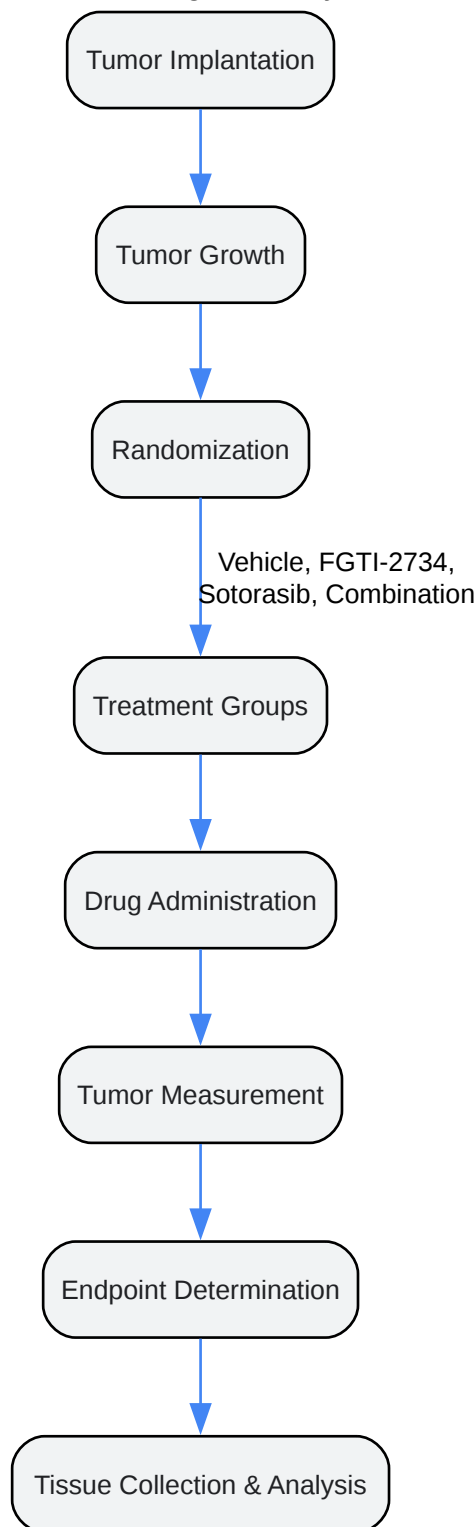 Tumor Implantation
Tumor Growth
Randomization
Vehicle, FGTI-2734,
Sotorasib, Combination
Treatment Groups
Drug Administration
Tumor Measurement
Endpoint Determination
Tissue Collection & Analysis